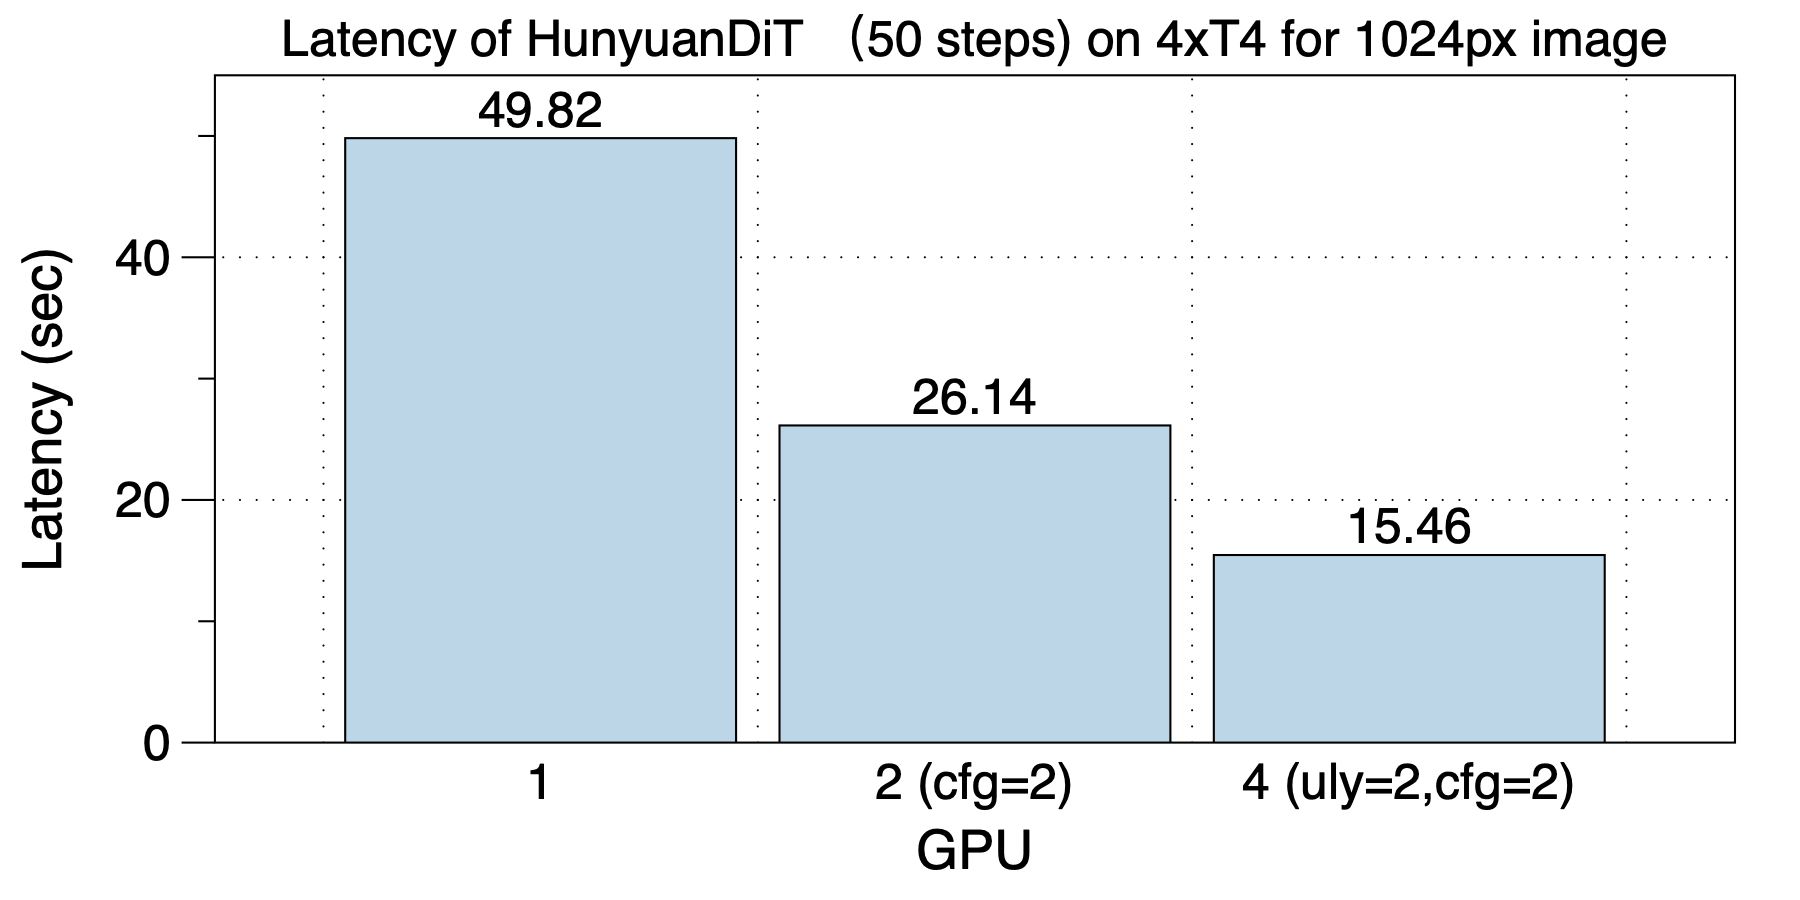 Latency of HunyuanDiT （50 steps) on 4xT4 for 1024px image
49.82
26.14
15.46
Latency (sec)
40
20
0
1
2 (cfg=2)
4 (uly=2,cfg=2)
GPU